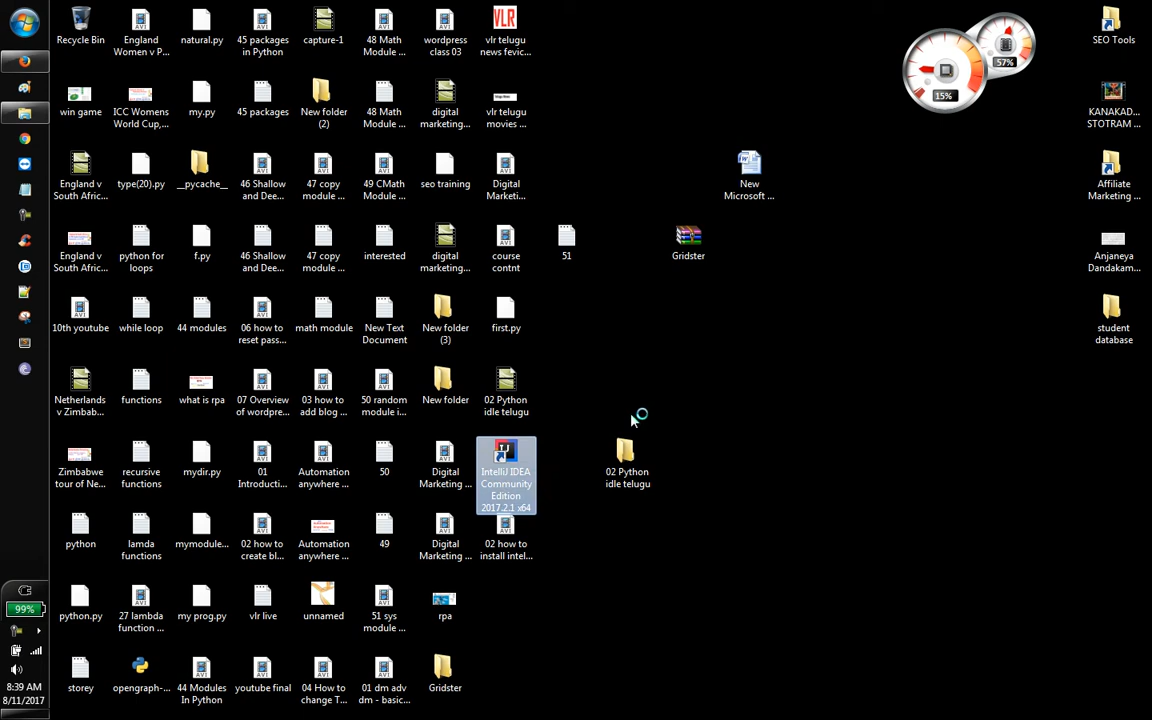 Recycle Bin
England
Women v P...
natural.py
45 packages
in Python
capture-1
48 Math
Module ...
wordpress
class 03
VLR
vlr telugu
news fevic...
57%
15%
SEO Tools
win game
ICC Womens
World Cup,...
my.py
45 packages
New folder
(2)
48 Math
Module ...
digital
marketing...
vlr telugu
movies ...
KANAKAD...
STOTRAM ...
England v
South Afric...
type(20).py
__pycache__
46 Shallow
and Dee...
47 copy
module ...
49 CMath
Module ...
seo training
Digital
Marketi...
New
Microsoft ...
Affiliate
Marketing ...
England v
South Afric...
python for
loops
f.py
46 Shallow
and Dee...
47 copy
module ...
interested
digital
marketing...
course
contnt
51
Gridster
Anjaneya
Dandakam...
10th youtube
while loop
44 modules
06 how to
reset pass...
math module
New Text
Document
New folder
(3)
first.py
student
database
Netherlands
v Zimbab...
functions
what is rpa
07 Overview
of wordpre...
03 how to
add blog ...
50 random
module i...
New folder
02 Python
idle telugu
Zimbabwe
tour of Ne...
recursive
functions
mydir.py
01
Introducti...
Automation
anywhere ...
50
Digital
Marketing ...
IntelliJ IDEA
Community
Edition
2017.2.1 x64
02 Python
idle telugu
python
lamda
functions
mymodule...
02 how to
create bl...
Automation
anywhere ...
49
Digital
Marketing ...
02 how to
install intel...
99%
python.py
27 lambda
function ...
my prog.py
vlr live
unnamed
51 sys
module ...
rpa
8:39 AM
8/11/2017
storey
opengraph-...
44 Modules
In Python
youtube final
04 How to
change T...
01 dm adv
dm - basic...
Gridster